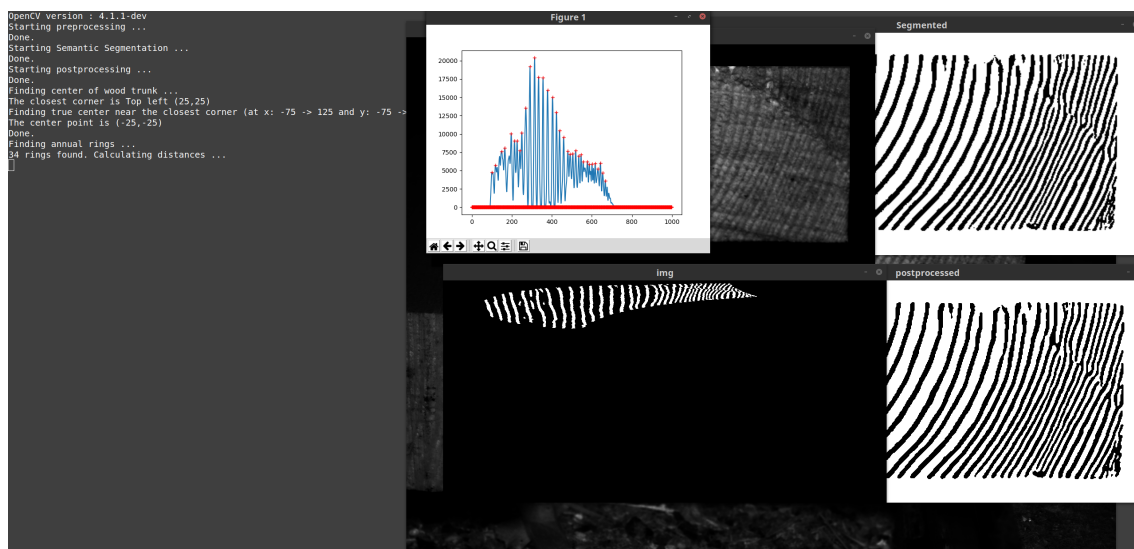 OpenCV version : 4.1.1-dev
Starting preprocessing ...
Done.
Starting Semantic Segmentation ...
Done.
Starting postprocessing ...
Done.
Finding center of wood trunk ...
The closest corner is Top left (25,25)
Finding true center near the closest corner (at x: -75 -> 125 and y: -75 ->
The center point is (-25,-25)
Done.
Finding annual rings ...
34 rings found. Calculating distances ...
Figure 1
20000
17500
15000
12500
10000
7500
5000
2500
0
0 200 400 600 800 1000
Segmented
img
postprocessed